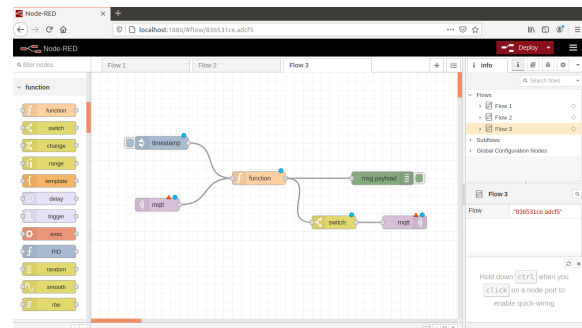 Node-RED
localhost:1880/#flow/836531ce.adcf5
Node-RED
Deploy
filter nodes
Flow 1
Flow 2
Flow 3
info
Search flows
function
function
switch
change
range
template
delay
trigger
exec
PID
random
smooth
rbe
timestamp
mqtt
function
msg.payload
switch
mqtt
Flows
Flow 1
Flow 2
Flow 3
Subflows
Global Configuration Nodes
Flow 3
Flow "836531ce.adcf5"
Hold down ctrl when you
click on a node port to
enable quick-wiring